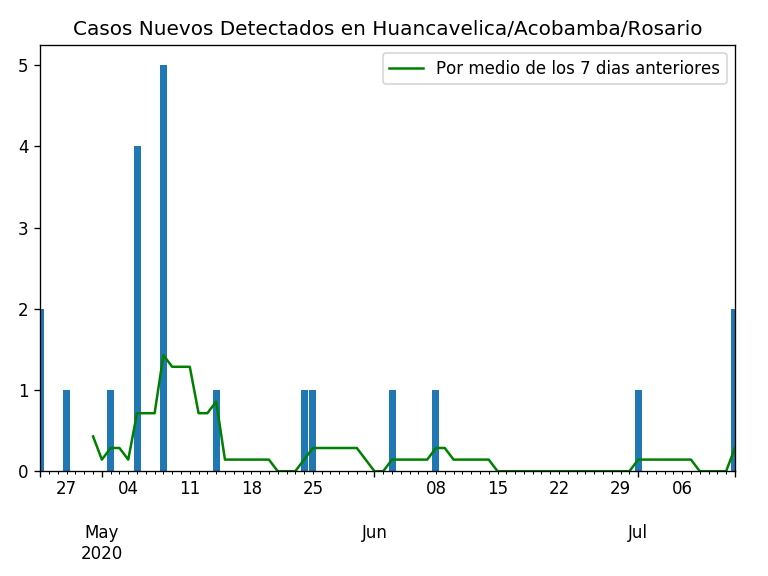 Casos Nuevos Detectados en Huancavelica/Acobamba/Rosario
Por medio de los 7 dias anteriores
5
4
3
2
1
0
27 04 11 18 25 08 15 22 29 06
May Jun Jul
2020